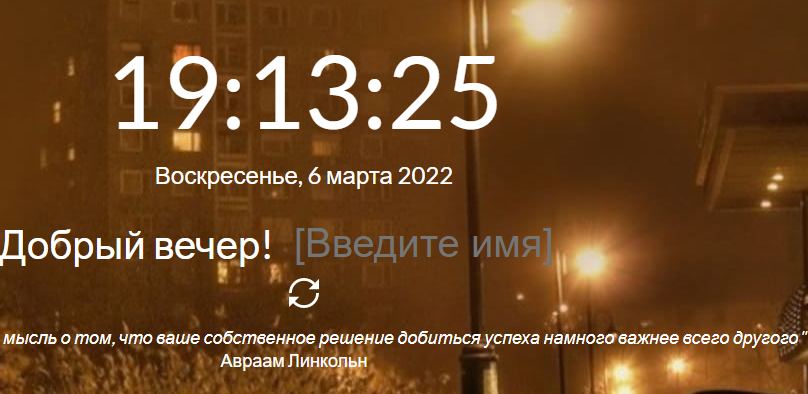 19:13:25
Воскресенье, 6 марта 2022
Добрый вечер! [Введите имя]
мысль о том, что ваше собственное решение добиться успеха намного важнее всего другого"
Авраам Линкольн